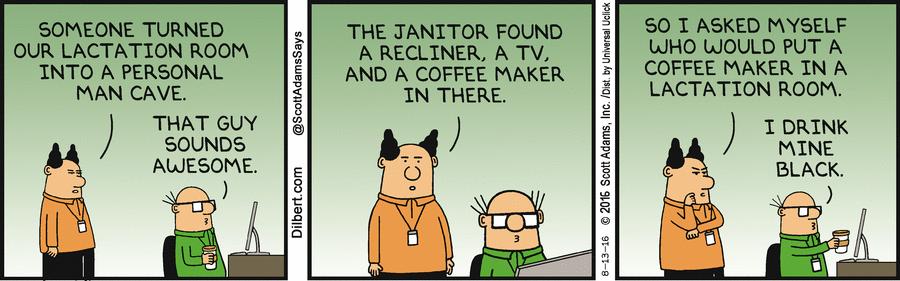 SOMEONE TURNED
OUR LACTATION ROOM
INTO A PERSONAL
MAN CAVE.
THAT GUY
SOUNDS
AWESOME.
Dilbert.com @ScottAdamsSays
THE JANITOR FOUND
A RECLINER, A TV,
AND A COFFEE MAKER
IN THERE.
8-13-16 © 2016 Scott Adams, Inc. /Dist. by Universal Uclick
SO I ASKED MYSELF
WHO WOULD PUT A
COFFEE MAKER IN A
LACTATION ROOM.
I DRINK
MINE
BLACK.